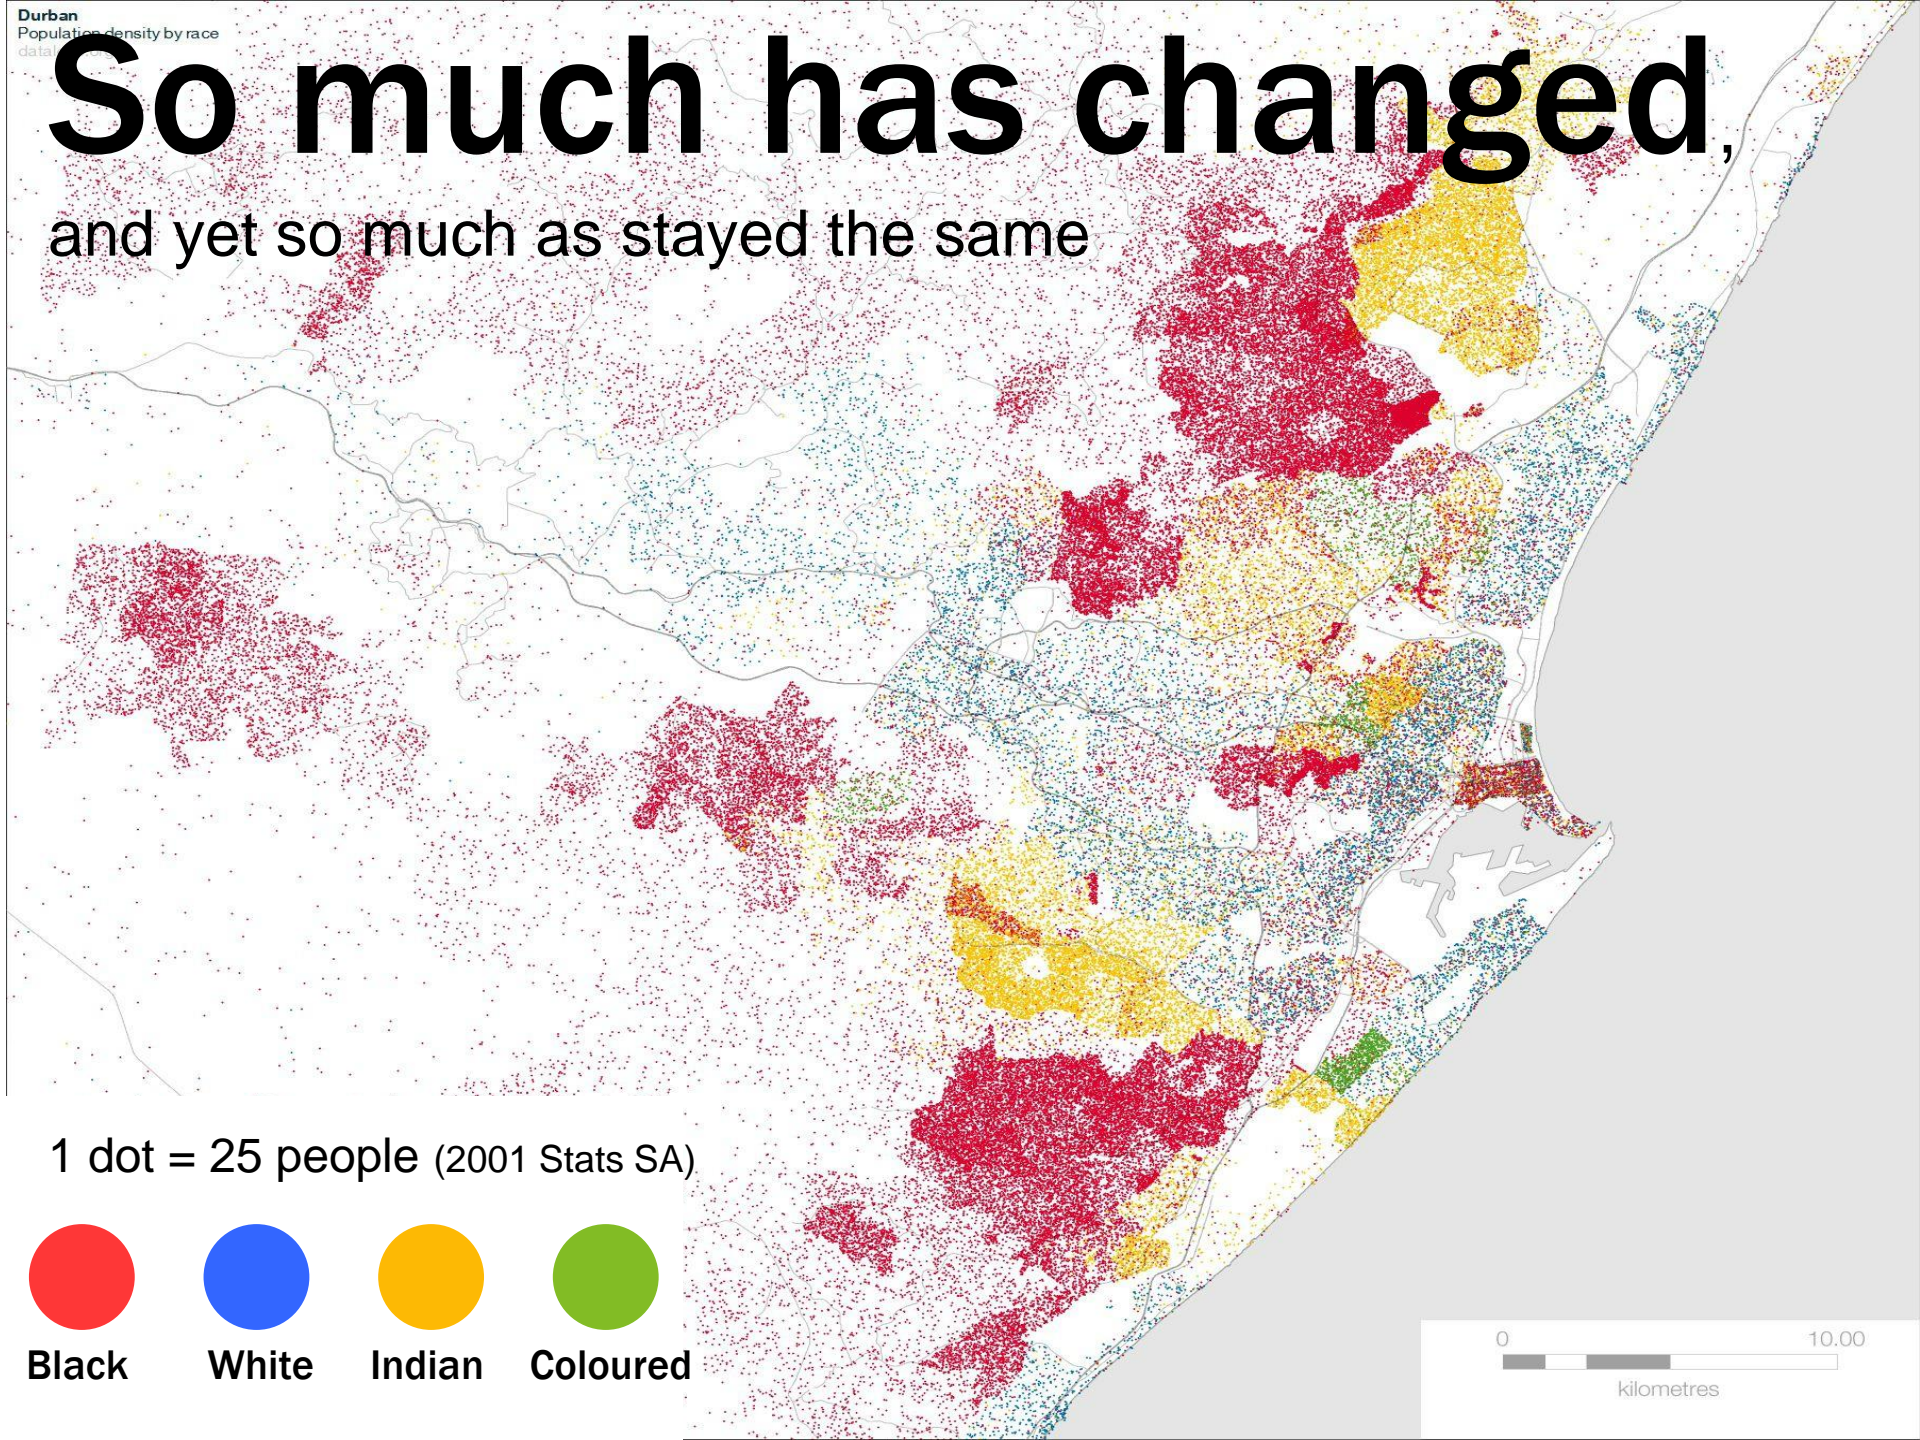 Durban
Population density by race
So much has changed,
and yet so much as stayed the same
1 dot = 25 people (2001 Stats SA)
Black White Indian Coloured
0 10.00
kilometres